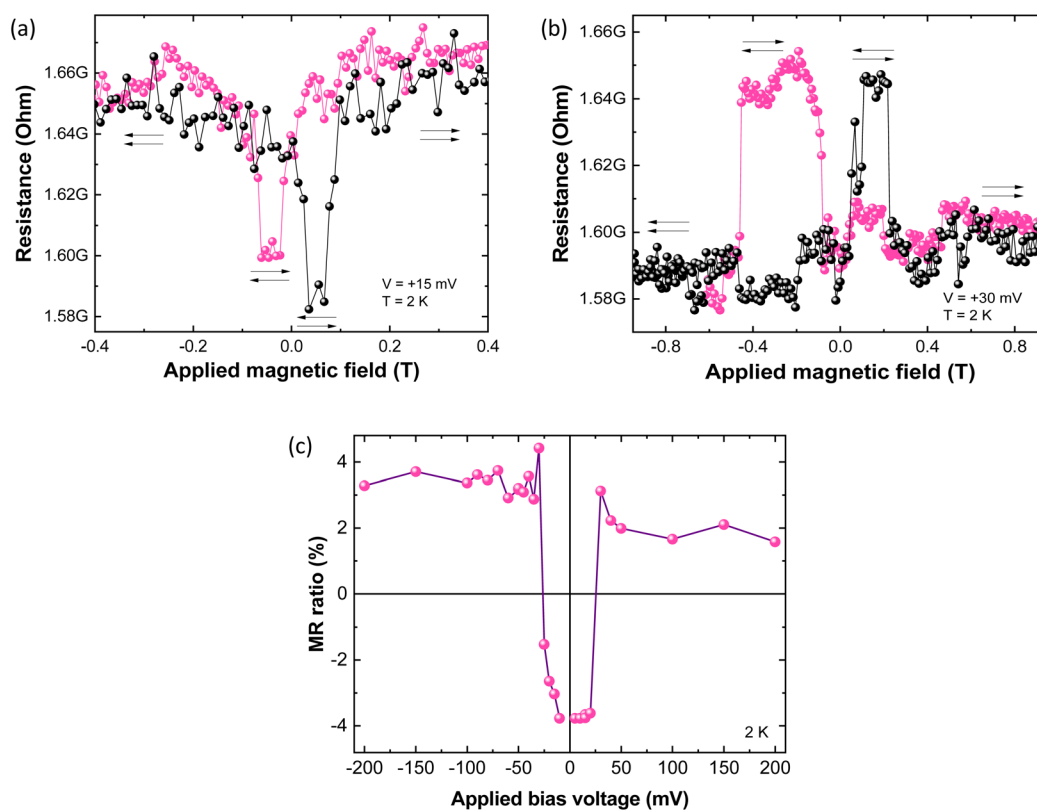 (a)
Resistance (Ohm)
1.66G
1.64G
1.62G
1.60G
1.58G
V = +15 mV
T = 2 K
-0.4
-0.2
0.0
0.2
0.4
Applied magnetic field (T)
(b)
Resistance (Ohm)
1.66G
1.64G
1.62G
1.60G
1.58G
V = +30 mV
T = 2 K
-0.8
-0.4
0.0
0.4
0.8
Applied magnetic field (T)
(c)
MR ratio (%)
4
2
0
-2
-4
2 K
-200
-150
-100
-50
0
50
100
150
200
Applied bias voltage (mV)